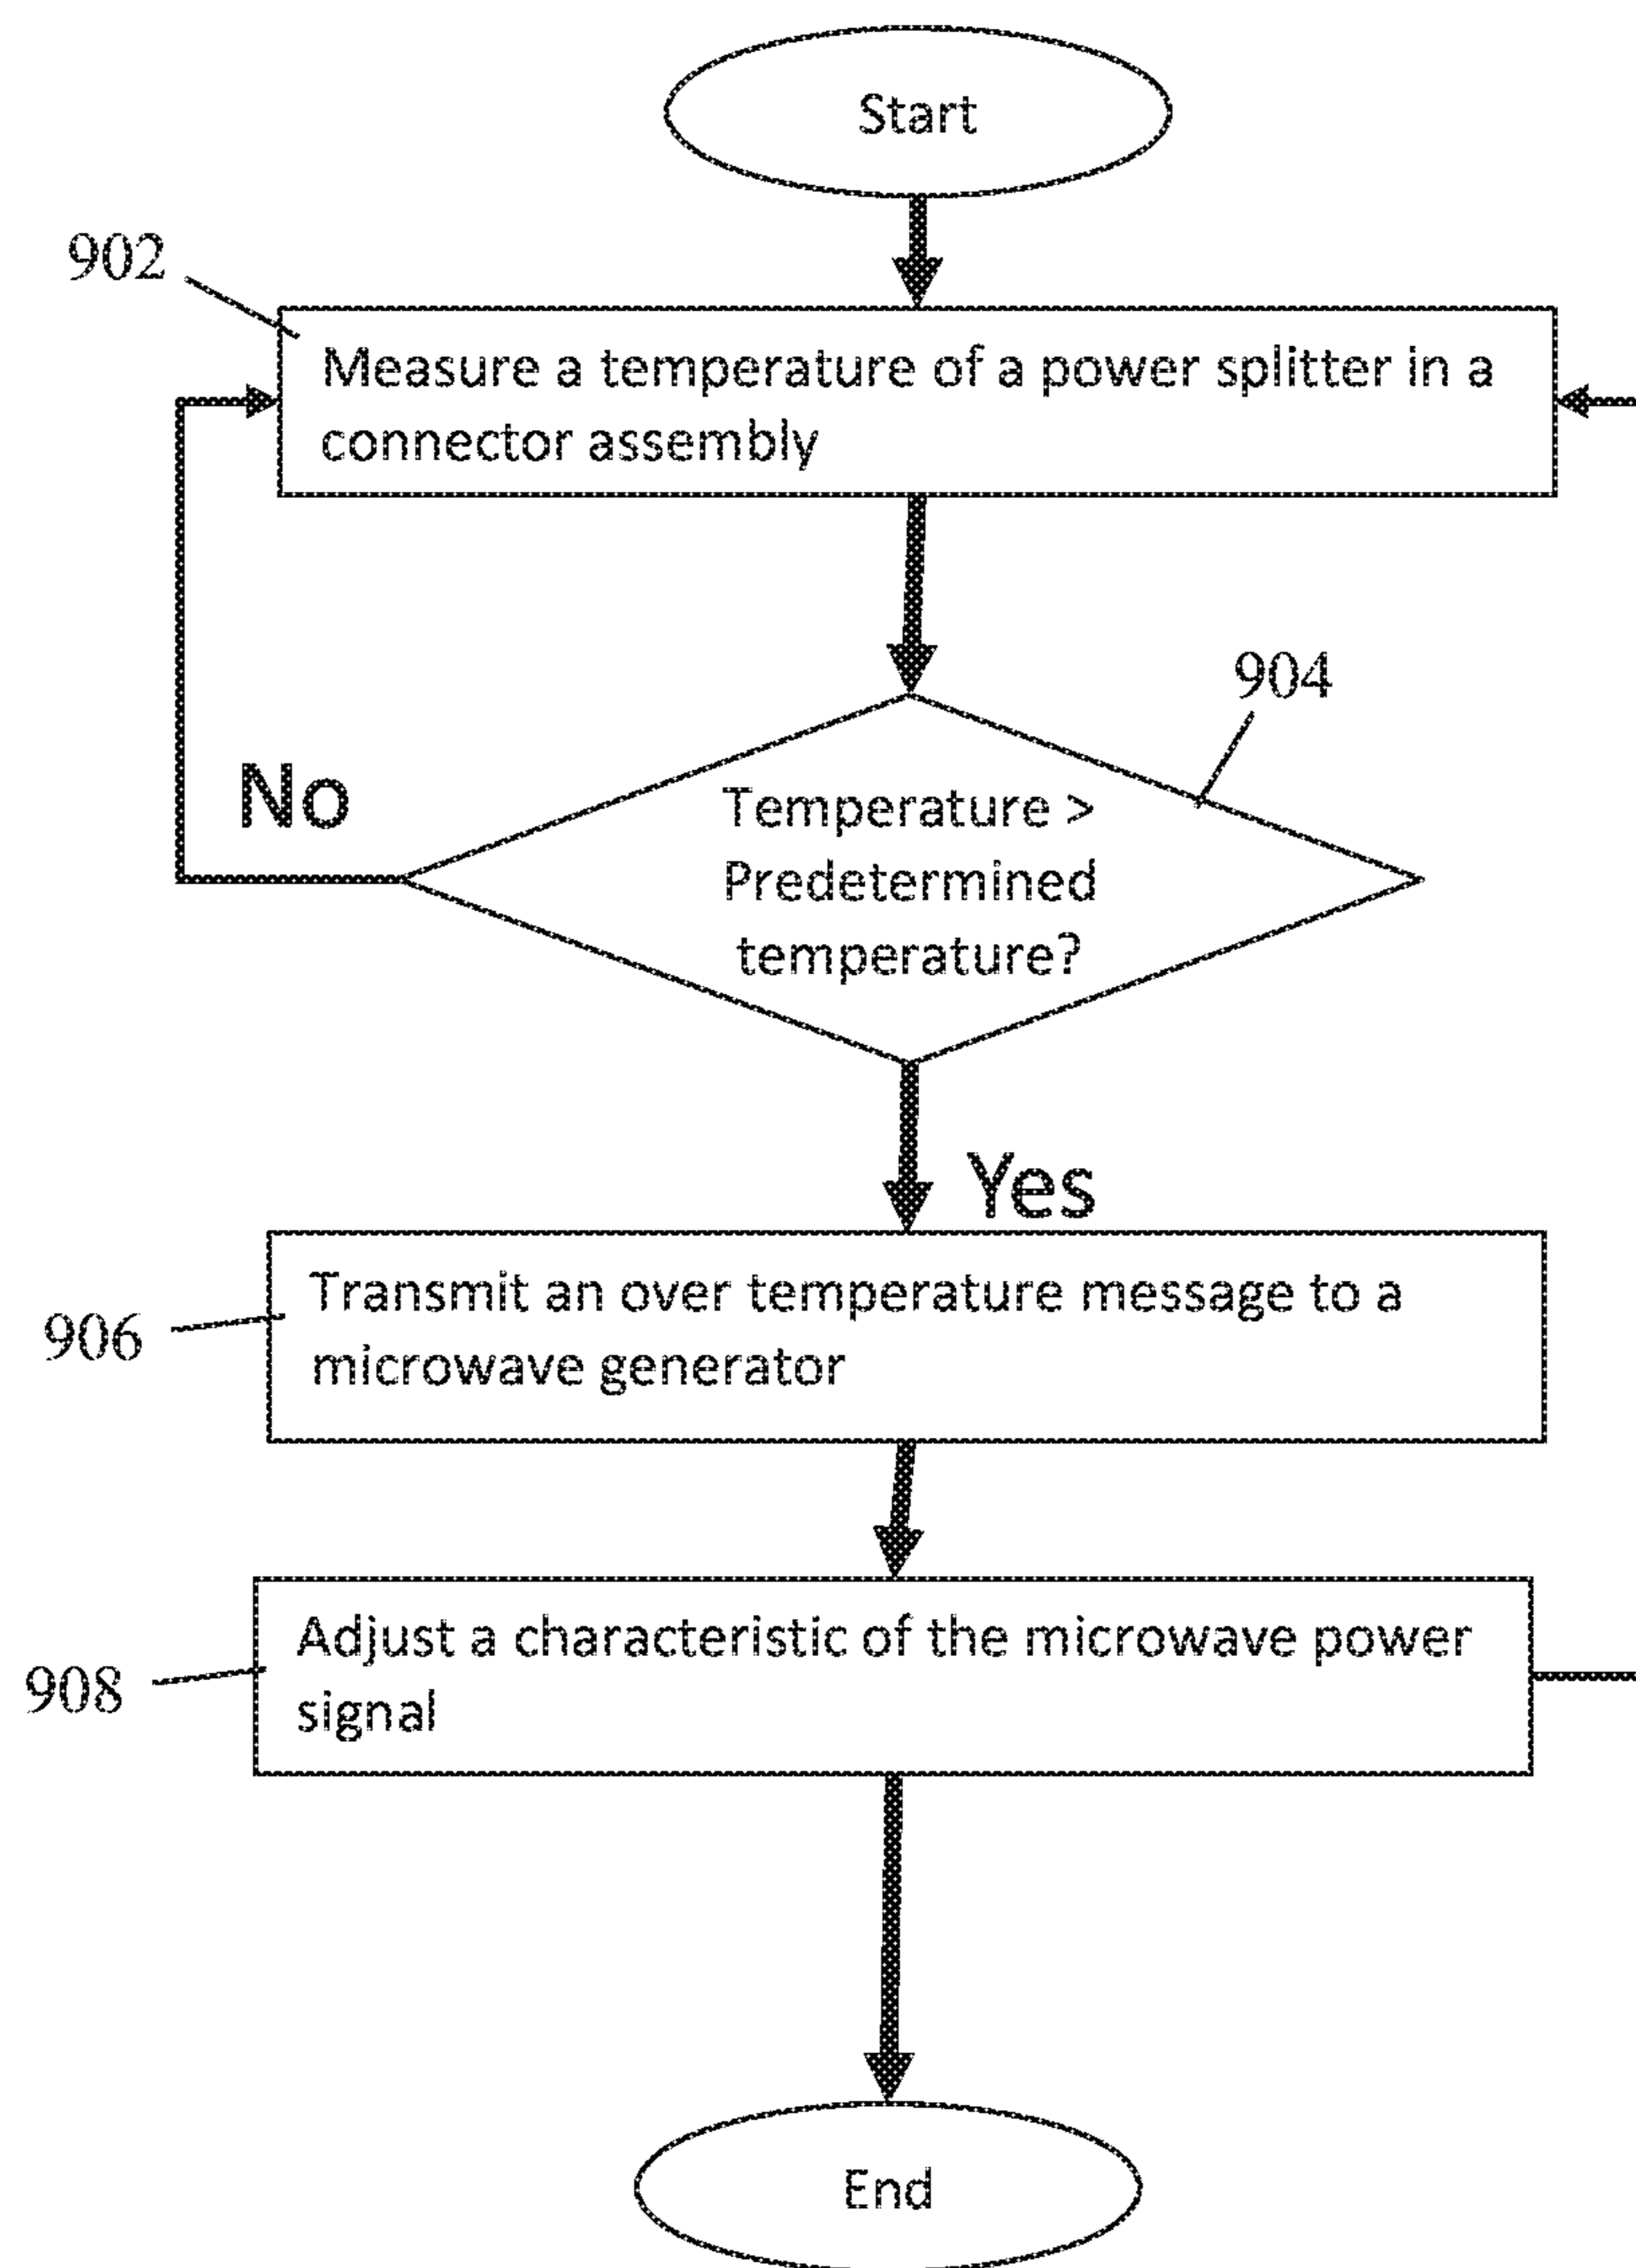 Start
902
Measure a temperature of a power splitter in a
connector assembly
904
No
Temperature >
Predetermined
temperature?
Yes
906
Transmit an over temperature message to a
microwave generator
908
Adjust a characteristic of the microwave power
signal
End